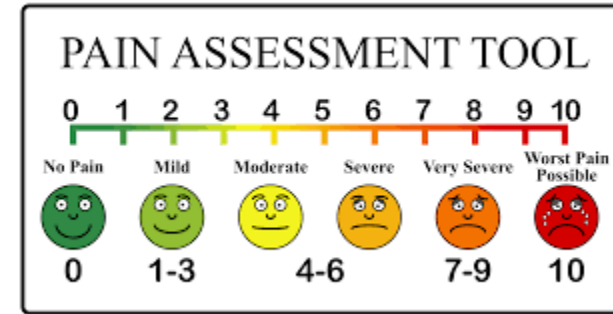 PAIN ASSESSMENT TOOL
0 1 2 3 4 5 6 7 8 9 10
No Pain Mild Moderate Severe Very Severe Worst Pain
Possible
0 1-3 4-6 7-9 10